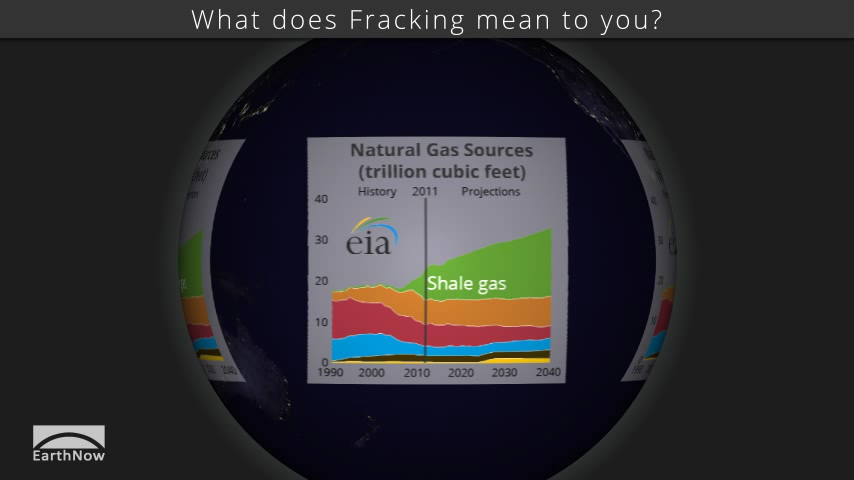 What does Fracking mean to you?
Natural Gas Sources
(trillion cubic feet)
History 2011 Projections
40
eia
30
20
Shale gas
10
0
1990 2000 2010 2020 2030 2040
2040
EarthNow